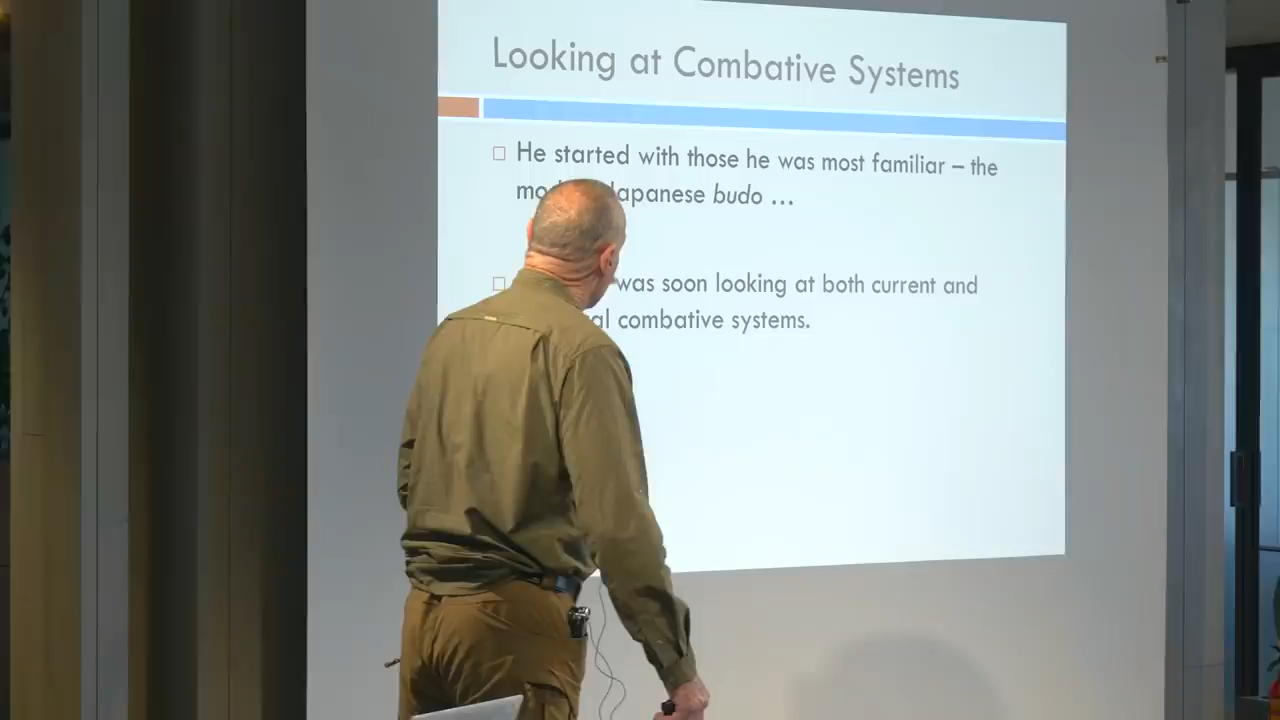 Looking at Combative Systems
He started with those he was most familiar – the
Japanese budo …
was soon looking at both current and
combative systems.